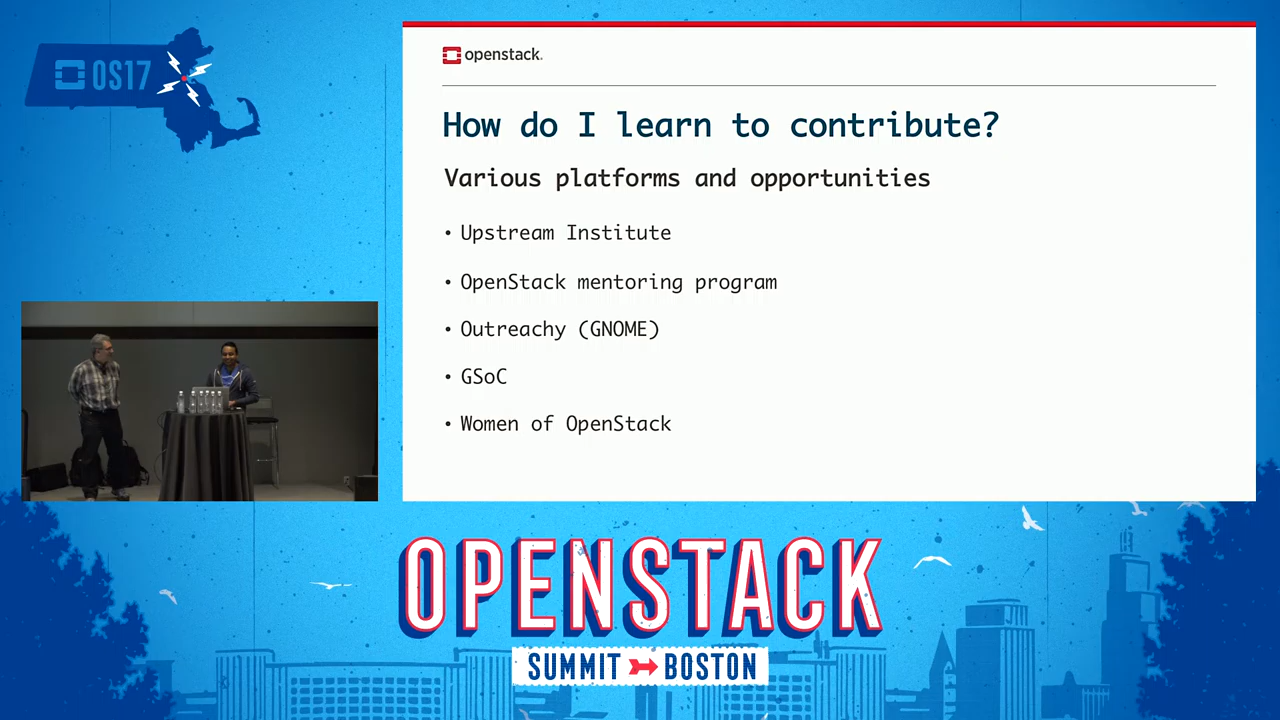 OS17
openstack.
How do I learn to contribute?
Various platforms and opportunities
• Upstream Institute
• OpenStack mentoring program
• Outreachy (GNOME)
• GSoC
• Women of OpenStack
OPENSTACK
SUMMIT BOSTON